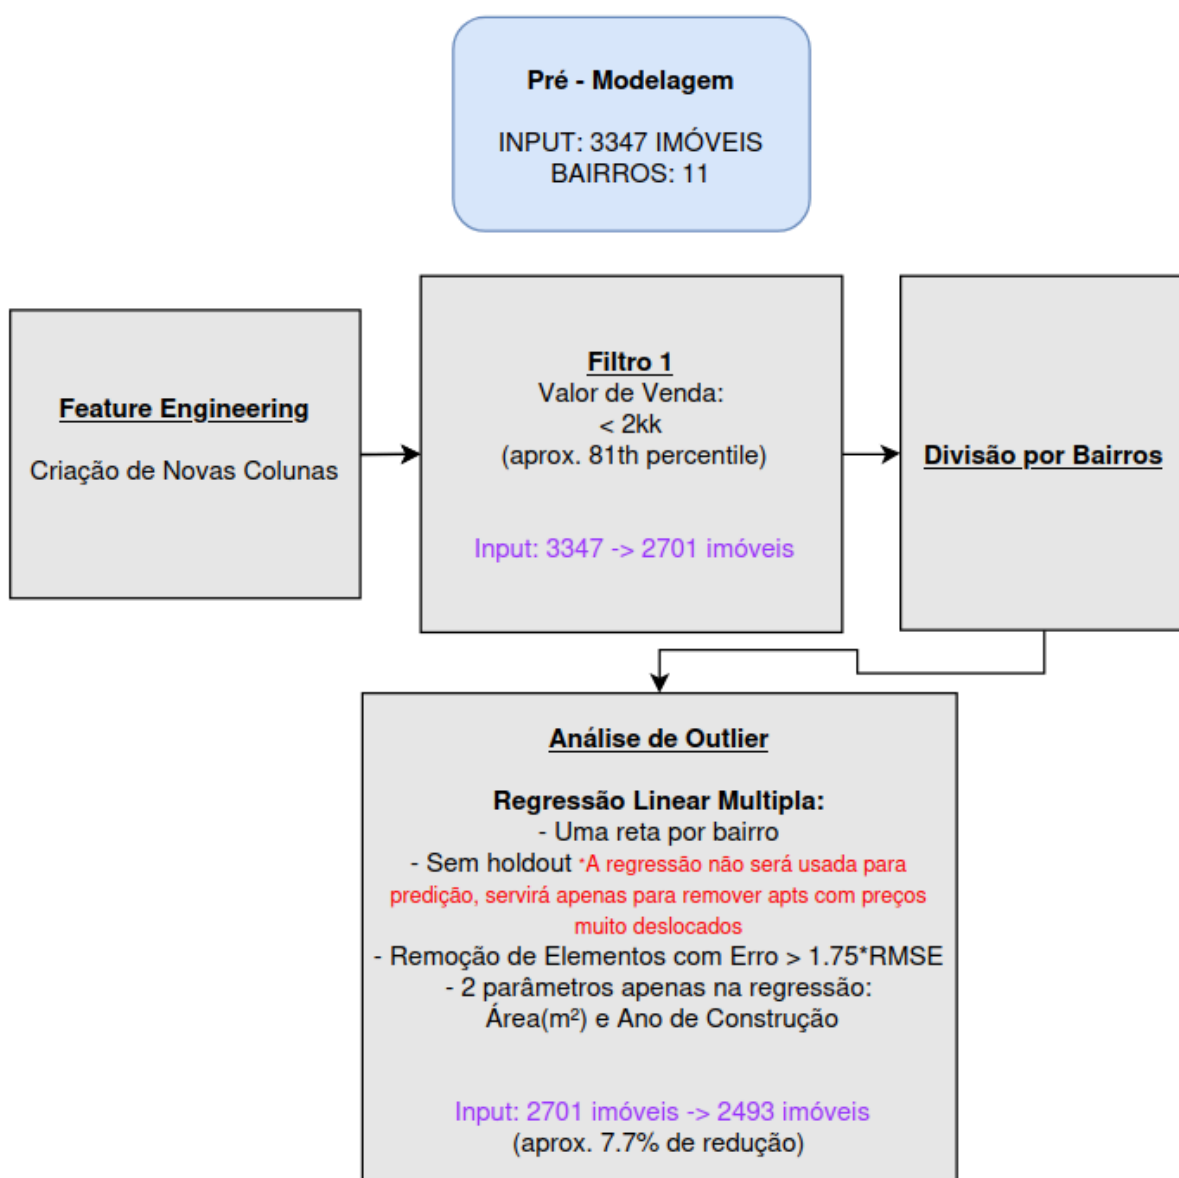 Pré - Modelagem
INPUT: 3347 IMÓVEIS
BAIRROS: 11
Feature Engineering
Criação de Novas Colunas
Filtro 1
Valor de Venda:
< 2kk
(aprox. 81th percentile)
Input: 3347 -> 2701 imóveis
Divisão por Bairros
Análise de Outlier
Regressão Linear Multipla:
- Uma reta por bairro
- Sem holdout *A regressão não será usada para
predição, servirá apenas para remover apts com preços
muito deslocados
- Remoção de Elementos com Erro > 1.75*RMSE
- 2 parâmetros apenas na regressão:
Área(m²) e Ano de Construção
Input: 2701 imóveis -> 2493 imóveis
(aprox. 7.7% de redução)